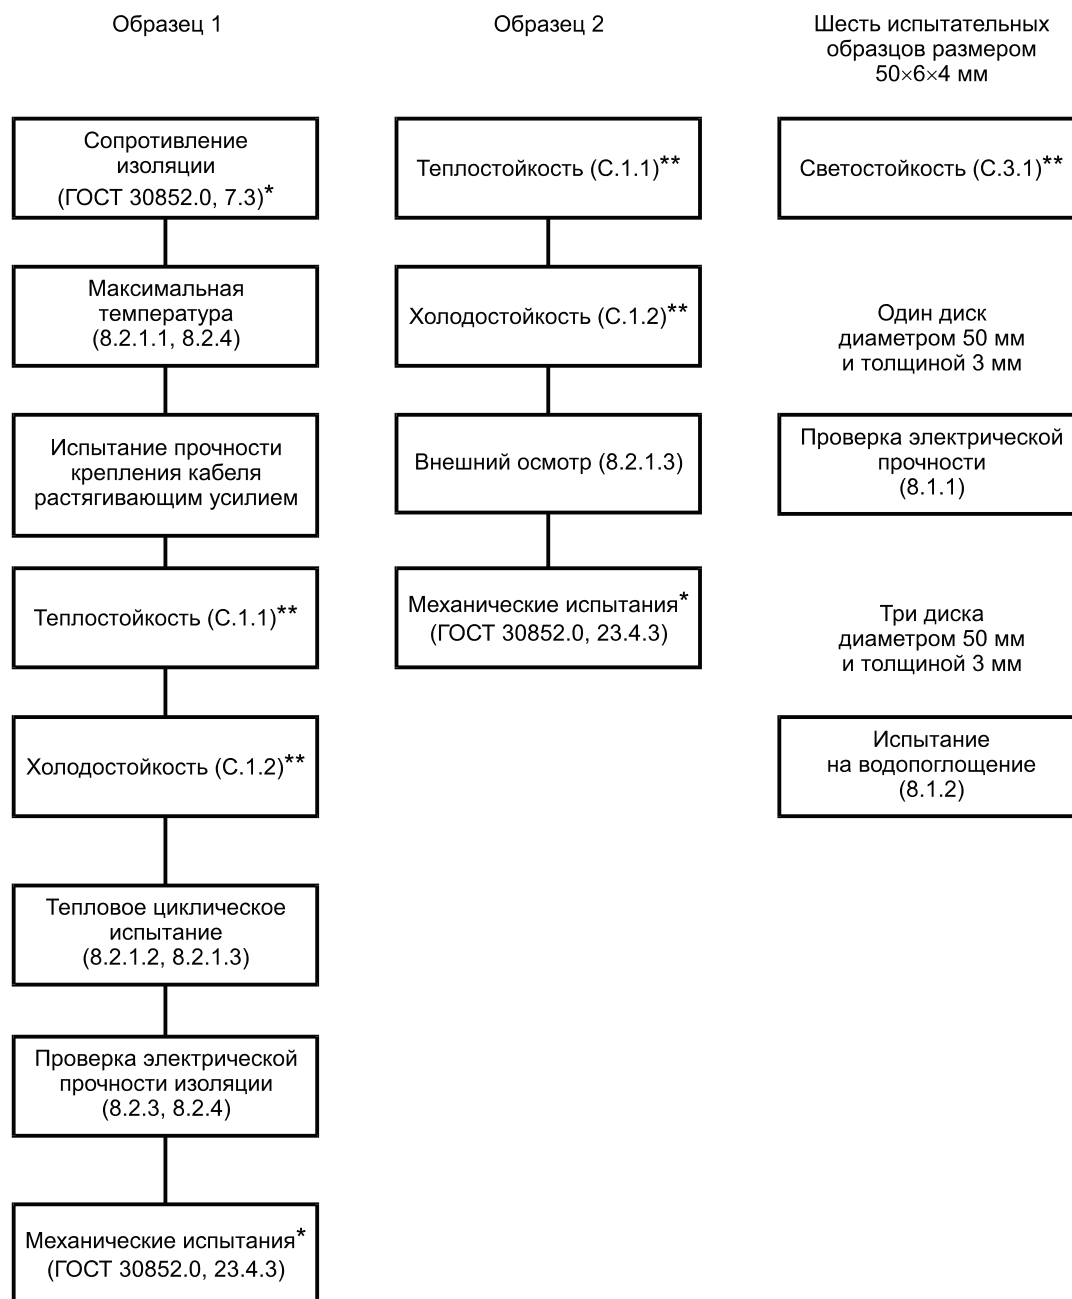 Образец 1
Сопротивление
изоляции
(ГОСТ 30852.0, 7.3)*
Максимальная
температура
(8.2.1.1, 8.2.4)
Испытание прочности
крепления кабеля
растягивающим усилием
Теплостойкость (С.1.1)**
Холодостойкость (С.1.2)**
Тепловое циклическое
испытание
(8.2.1.2, 8.2.1.3)
Проверка электрической
прочности изоляции
(8.2.3, 8.2.4)
Механические испытания*
(ГОСТ 30852.0, 23.4.3)
Образец 2
Теплостойкость (С.1.1)**
Холодостойкость (С.1.2)**
Внешний осмотр (8.2.1.3)
Механические испытания*
(ГОСТ 30852.0, 23.4.3)
Шесть испытательных
образцов размером
50×6×4 мм
Светостойкость (С.3.1)**
Один диск
диаметром 50 мм
и толщиной 3 мм
Проверка электрической
прочности
(8.1.1)
Три диска
диаметром 50 мм
и толщиной 3 мм
Испытание
на водопоглощение
(8.1.2)